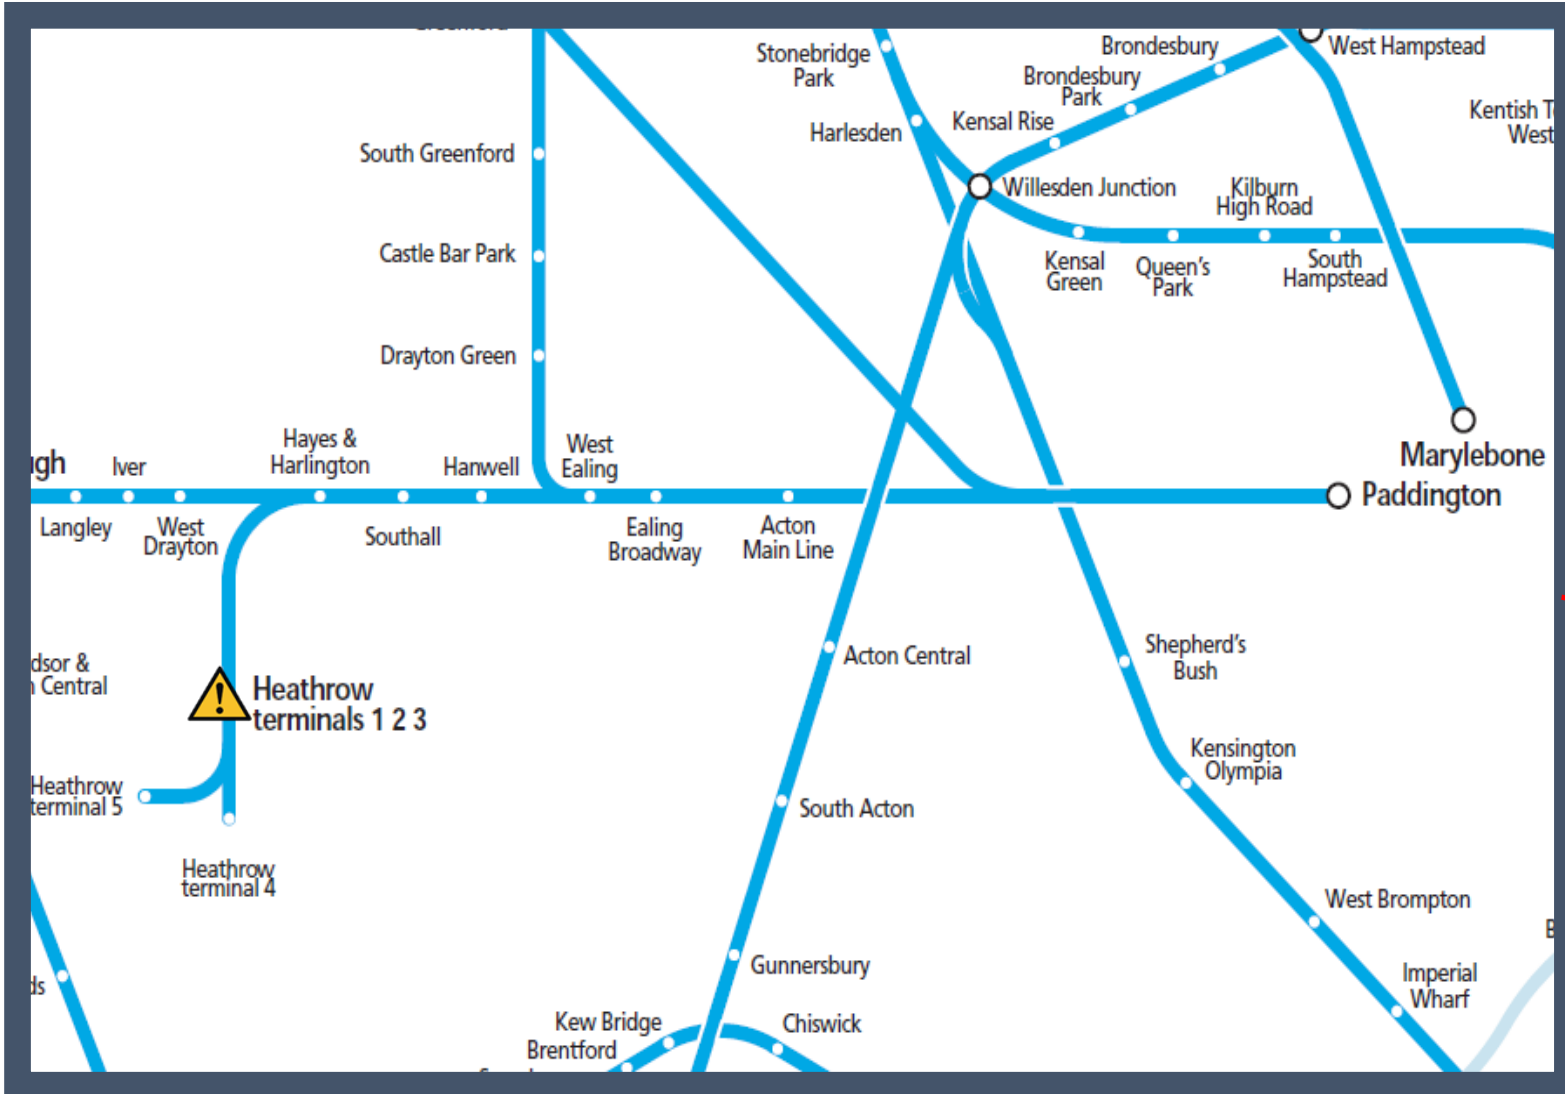 Stonebridge
Park
Harlesden
Brondesbury
West Hampstead
Brondesbury
Park
Kensal Rise
Kentish
West
South Greenford
Willesden Junction
Kilburn
High Road
Castle Bar Park
Kensal
Green
Queen's
Park
South
Hampstead
Drayton Green
Hayes &
Harlington
Hanwell
West
Ealing
Marylebone
Paddington
Iver
Langley
West
Drayton
Southall
Ealing
Broadway
Acton
Main Line
Acton Central
Shepherd's
Bush
dsor &
Central
Heathrow
terminals 1 2 3
Kensington
Olympia
Heathrow
terminal 5
South Acton
Heathrow
terminal 4
West Brompton
Gunnersbury
Imperial
Wharf
Kew Bridge
Chiswick
Brentford